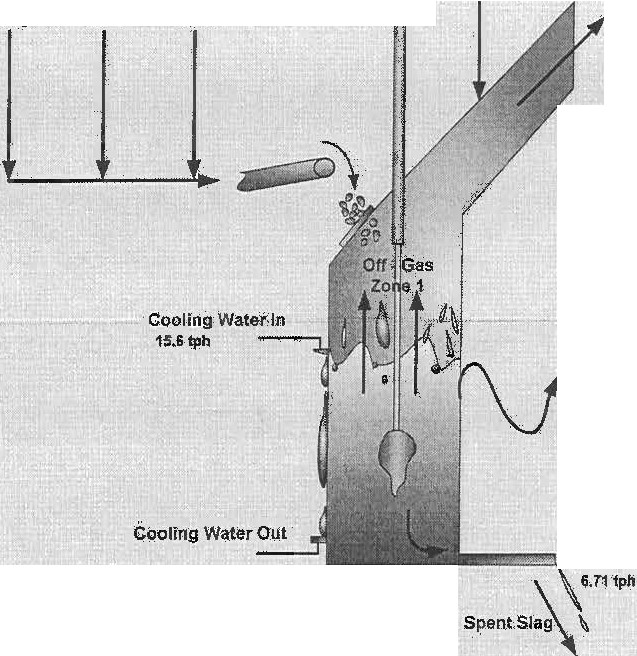 Off - Gas
Zone 1
Cooling Water In
15.6 tph
Cooling Water Out
6.71 tph
Spent Slag